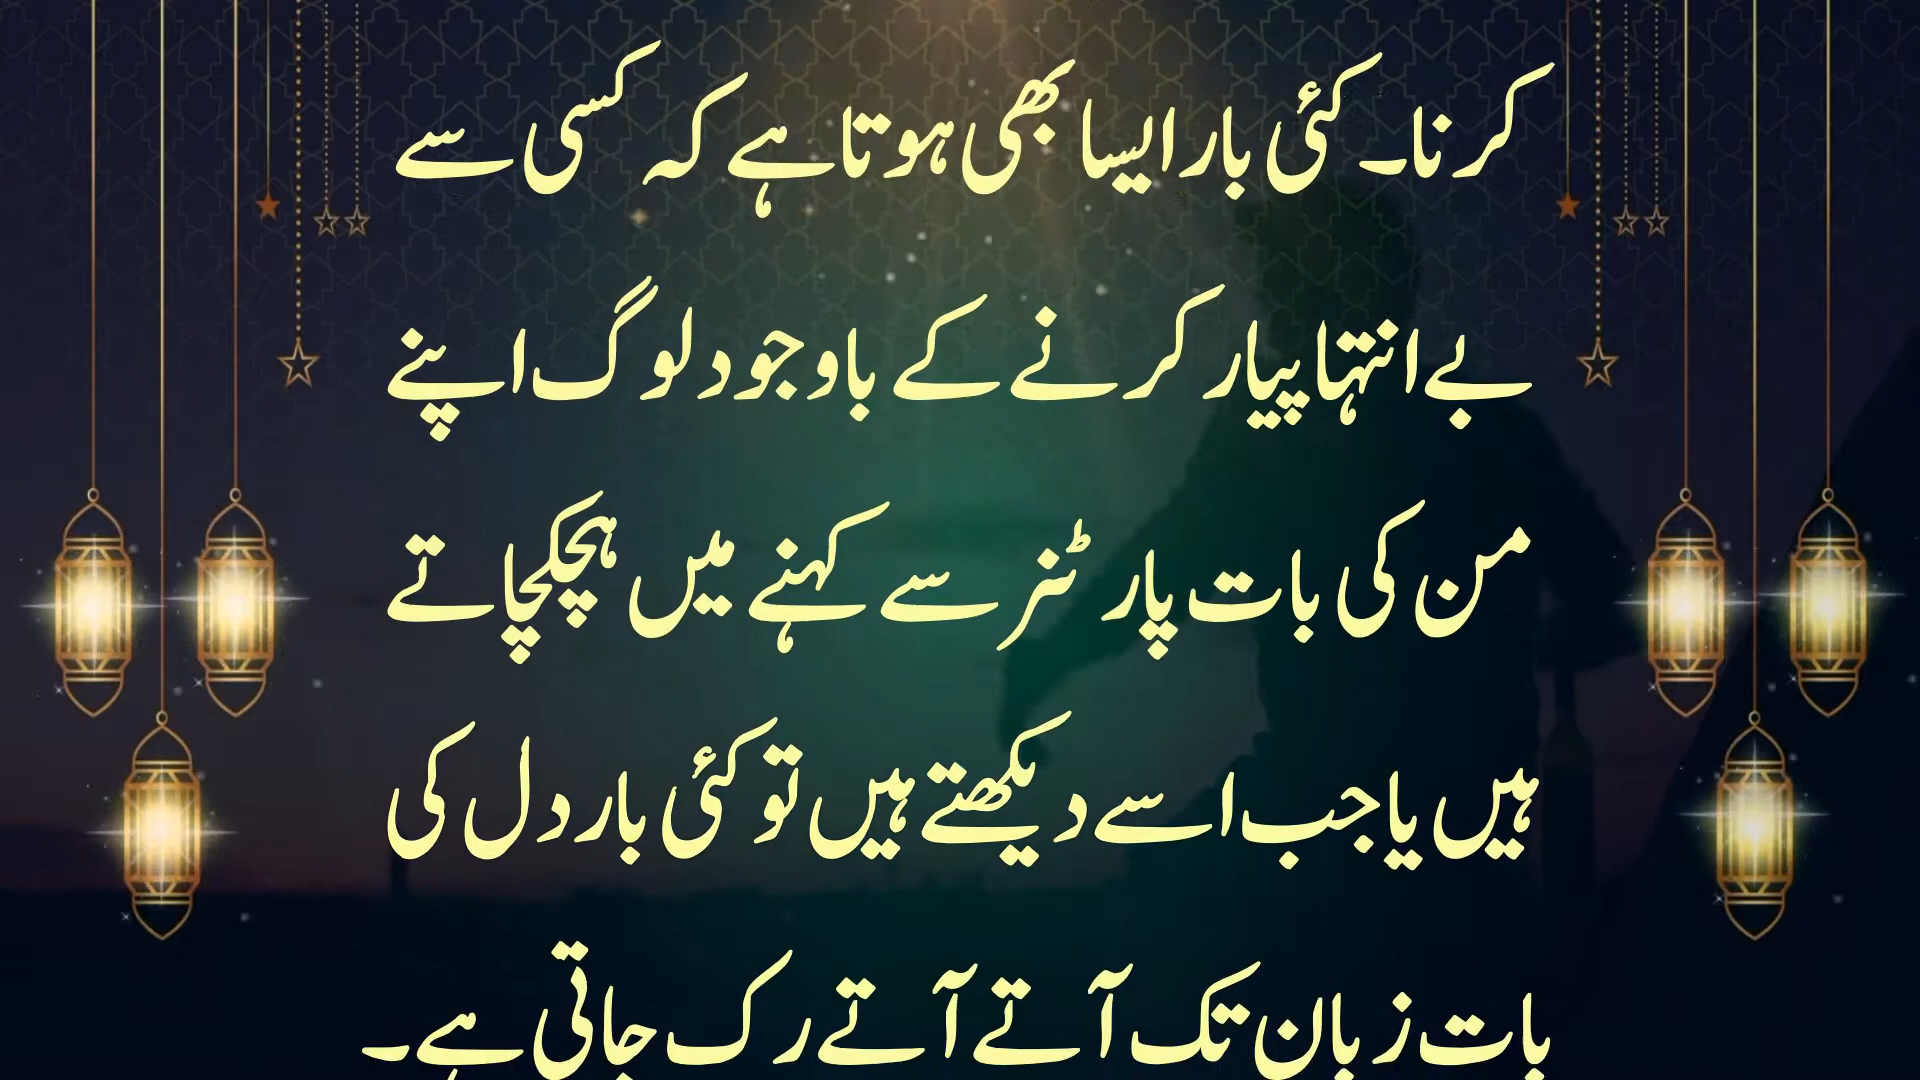 کرنا۔ کئی بار ایسا بھی ہوتا ہے کہ کسی سے
بے انتہا پیار کرنے کے باوجود لوگ اپنے
من کی بات پارٹنر سے کہنے میں ہچکچاتے
ہیں یا جب اسے دیکھتے ہیں تو کئی بار دل کی
بات زبان تک آتے آتے رک جاتی ہے۔